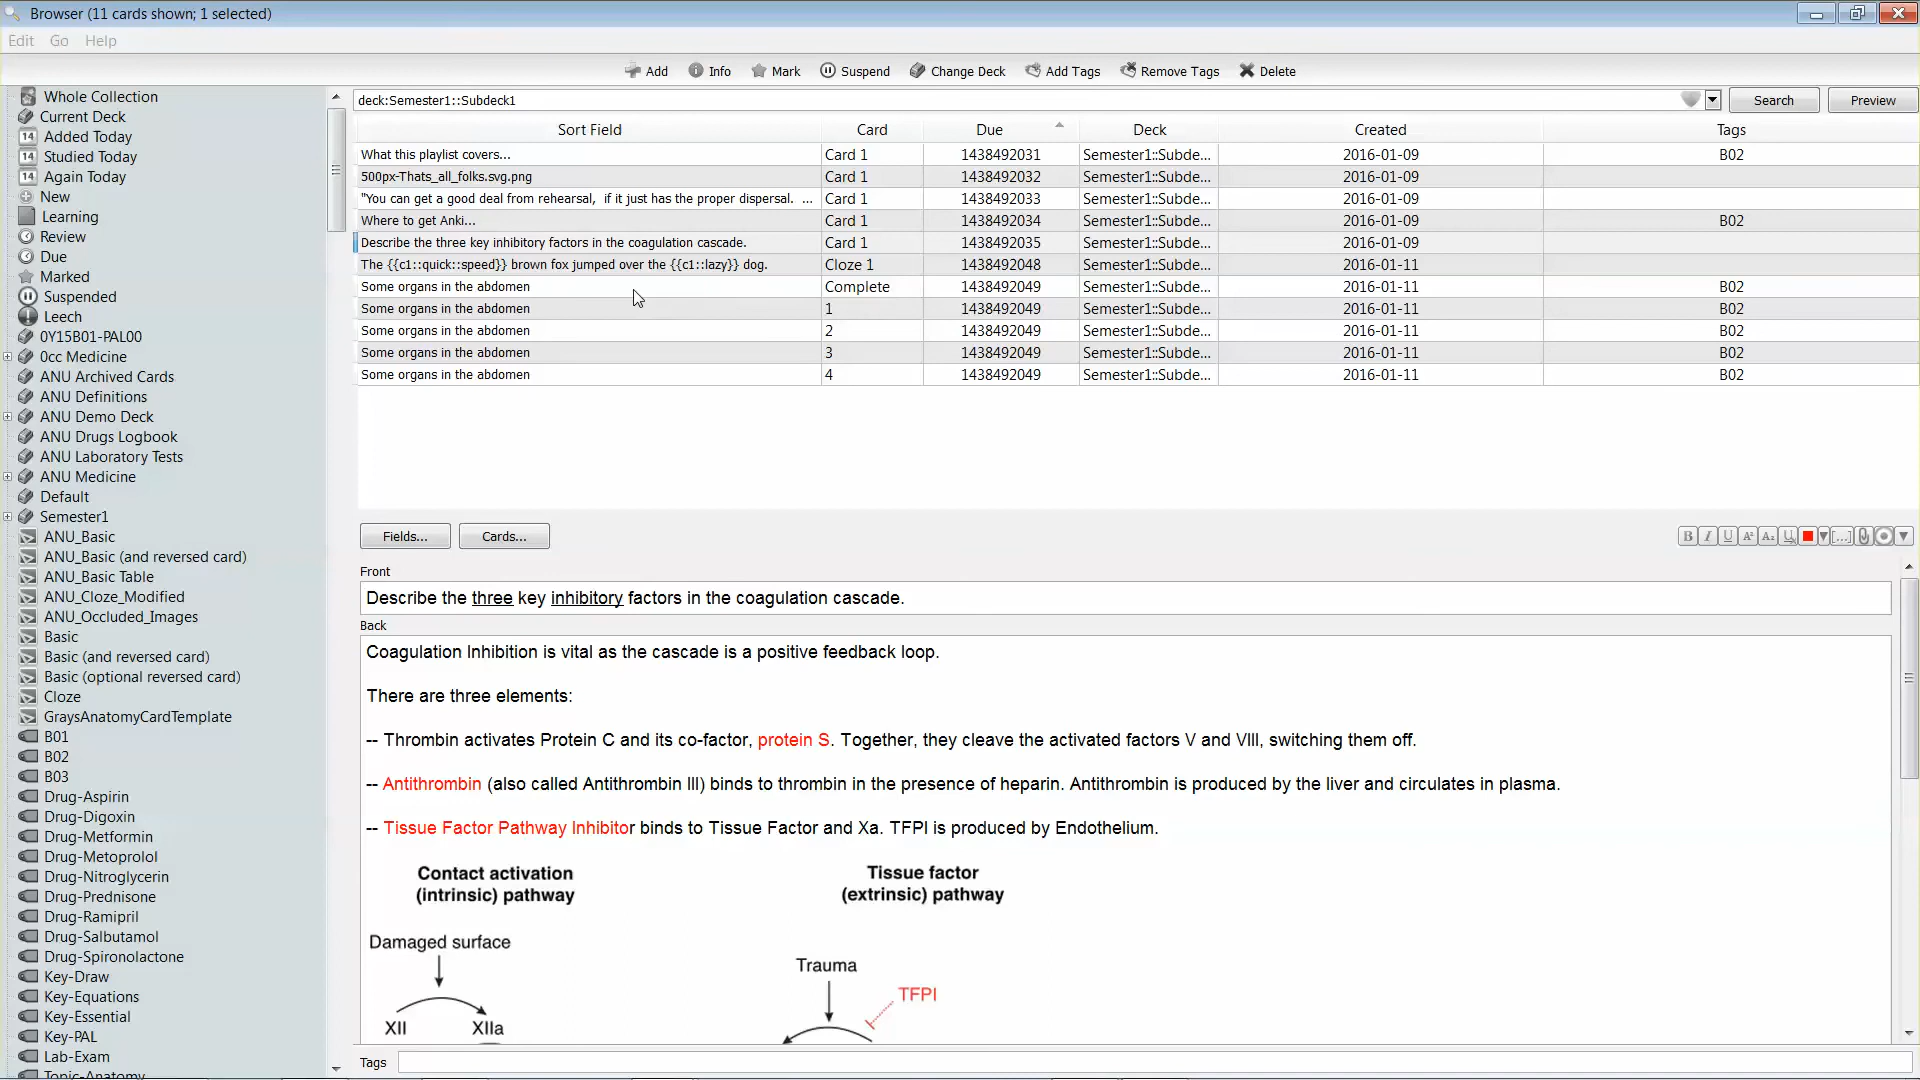 Browser (11 cards shown; 1 selected)
Edit Go Help
Add Info Mark Suspend Change Deck Add Tags Remove Tags Delete
Whole Collection
Current Deck
14 Added Today
14 Studied Today
14 Again Today
New
Learning
Review
Due
Marked
Suspended
Leech
0Y15B01-PAL00
0cc Medicine
ANU Archived Cards
ANU Definitions
ANU Demo Deck
ANU Drugs Logbook
ANU Laboratory Tests
ANU Medicine
Default
Semester1
ANU_Basic
ANU_Basic (and reversed card)
ANU_Basic Table
ANU_Cloze_Modified
ANU_Occluded_Images
Basic
Basic (and reversed card)
Basic (optional reversed card)
Cloze
GraysAnatomyCardTemplate
B01
B02
B03
Drug-Aspirin
Drug-Digoxin
Drug-Metformin
Drug-Metoprolol
Drug-Nitroglycerin
Drug-Prednisone
Drug-Ramipril
Drug-Salbutamol
Drug-Spironolactone
Key-Draw
Key-Equations
Key-Essential
Key-PAL
Lab-Exam
Topic-Anatomy
deck:Semester1::Subdeck1 Search Preview
Sort Field Card Due Deck Created Tags
What this playlist covers... Card 1 1438492031 Semester1::Subde... 2016-01-09 B02
500px-Thats_all_folks.svg.png Card 1 1438492032 Semester1::Subde... 2016-01-09
"You can get a good deal from rehearsal, if it just has the proper dispersal. ... Card 1 1438492033 Semester1::Subde... 2016-01-09
Where to get Anki... Card 1 1438492034 Semester1::Subde... 2016-01-09 B02
Describe the three key inhibitory factors in the coagulation cascade. Card 1 1438492035 Semester1::Subde... 2016-01-09
The {{c1::quick::speed}} brown fox jumped over the {{c1::lazy}} dog. Cloze 1 1438492048 Semester1::Subde... 2016-01-11
Some organs in the abdomen Complete 1438492049 Semester1::Subde... 2016-01-11 B02
Some organs in the abdomen 1 1438492049 Semester1::Subde... 2016-01-11 B02
Some organs in the abdomen 2 1438492049 Semester1::Subde... 2016-01-11 B02
Some organs in the abdomen 3 1438492049 Semester1::Subde... 2016-01-11 B02
Some organs in the abdomen 4 1438492049 Semester1::Subde... 2016-01-11 B02
Fields... Cards... B I U A² A₂ U [...]
Front
Describe the three key inhibitory factors in the coagulation cascade.
Back
Coagulation Inhibition is vital as the cascade is a positive feedback loop.
There are three elements:
-- Thrombin activates Protein C and its co-factor, protein S. Together, they cleave the activated factors V and VIII, switching them off.
-- Antithrombin (also called Antithrombin III) binds to thrombin in the presence of heparin. Antithrombin is produced by the liver and circulates in plasma.
-- Tissue Factor Pathway Inhibitor binds to Tissue Factor and Xa. TFPI is produced by Endothelium.
Contact activation
(intrinsic) pathway
Tissue factor
(extrinsic) pathway
Damaged surface
Trauma
TFPI
XII XIIa
Tags